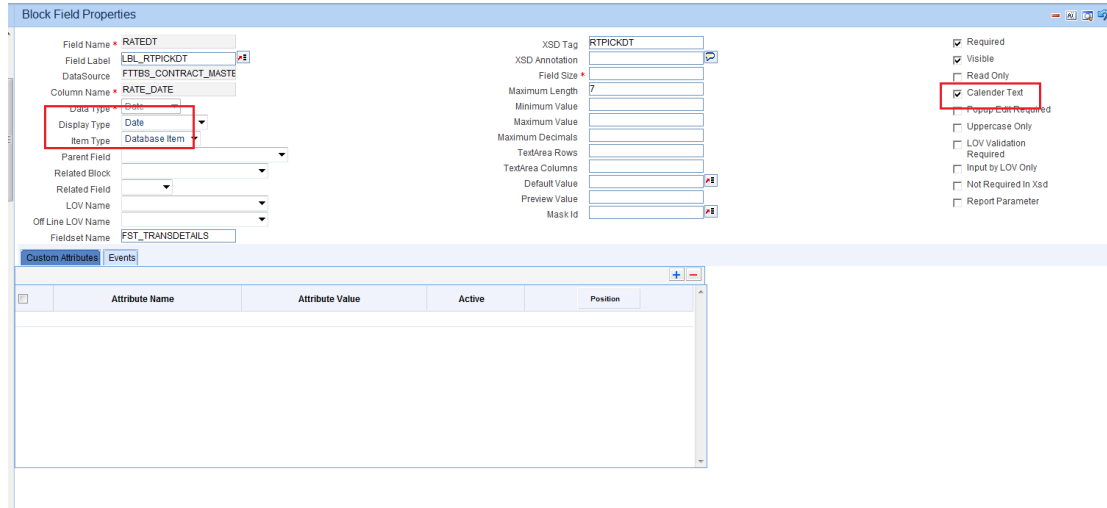 Block Field Properties
Field Name * RATEDT
Field Label LBL_RTPICKDT
DataSource FTTBS_CONTRACT_MASTE
Column Name * RATE_DATE
Data Type * Date
Display Type Date
Item Type Database Item
Parent Field
Related Block
Related Field
LOV Name
Off Line LOV Name
Fieldset Name FST_TRANSDETAILS
XSD Tag RTPICKDT
XSD Annotation
Field Size *
Maximum Length 7
Minimum Value
Maximum Value
Maximum Decimals
TextArea Rows
TextArea Columns
Default Value
Preview Value
Mask Id
Required
Visible
Read Only
Calender Text
Popup Edit Required
Uppercase Only
LOV Validation
Required
Input by LOV Only
Not Required In Xsd
Report Parameter
Custom Attributes Events
Attribute Name Attribute Value Active Position